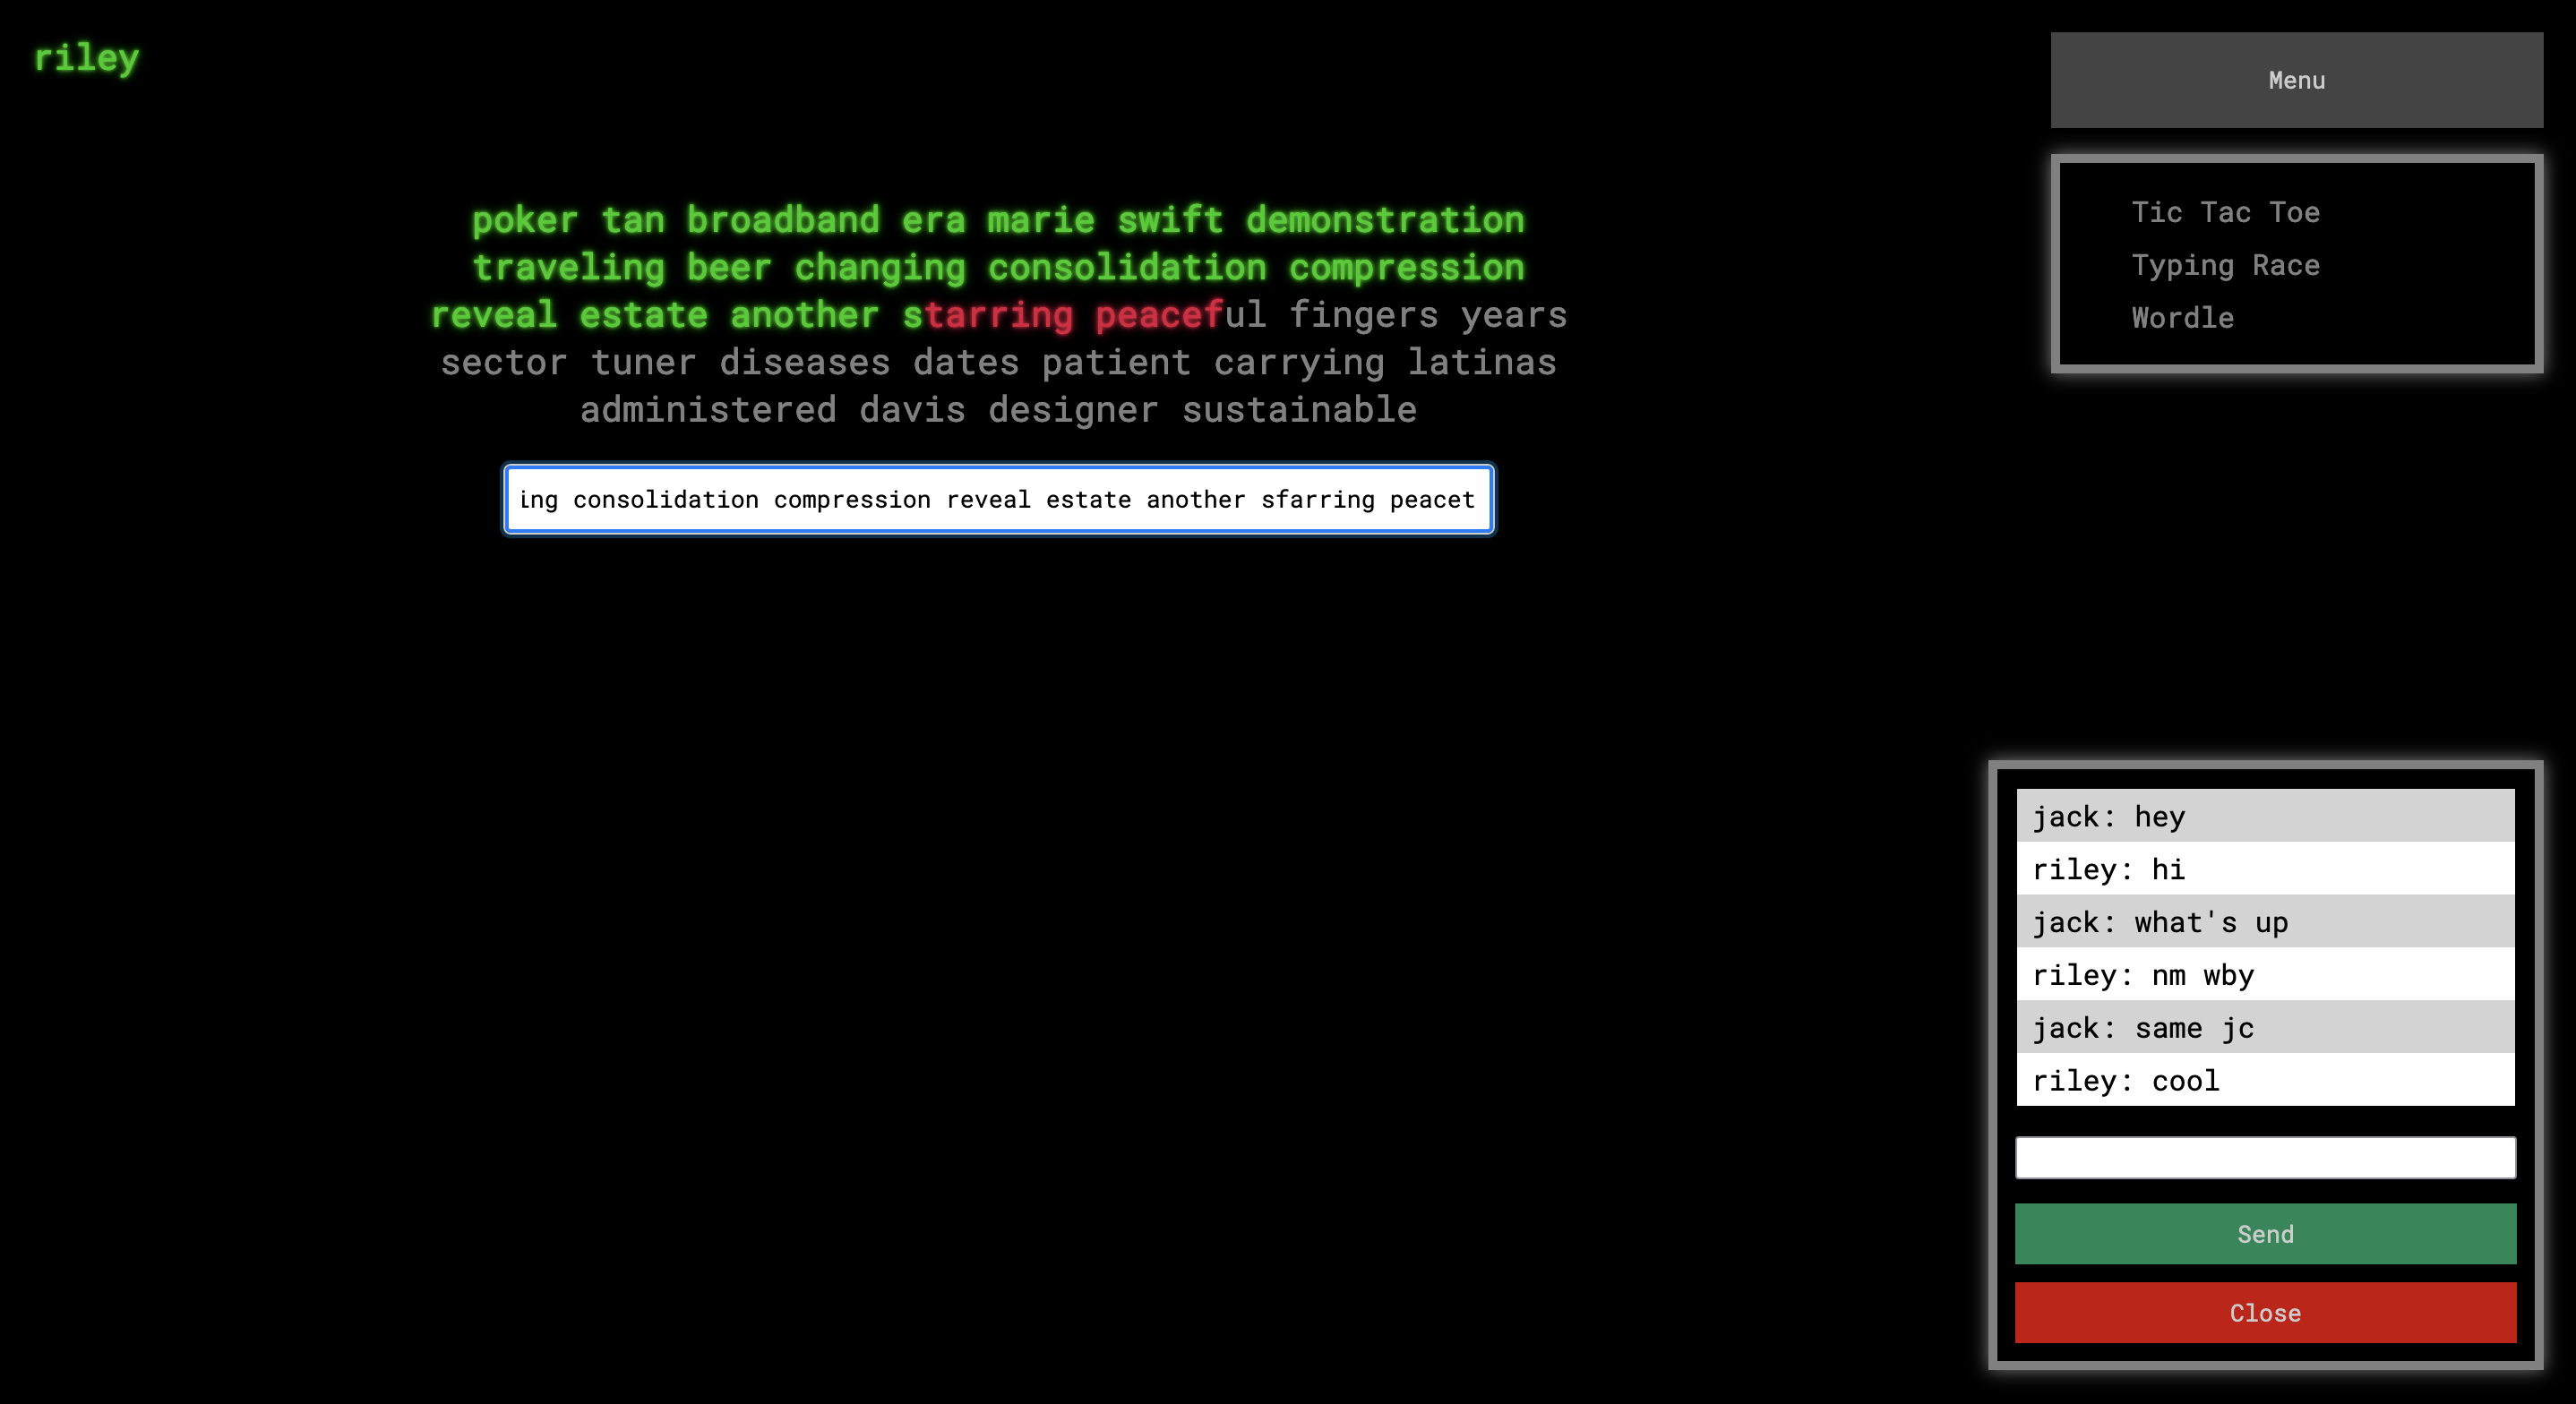 riley
Menu
Tic Tac Toe
Typing Race
Wordle
poker tan broadband era marie swift demonstration
traveling beer changing consolidation compression
reveal estate another starring peaceful fingers years
sector tuner diseases dates patient carrying latinas
administered davis designer sustainable
ing consolidation compression reveal estate another sfarring peacet
jack: hey
riley: hi
jack: what's up
riley: nm wby
jack: same jc
riley: cool
Send
Close